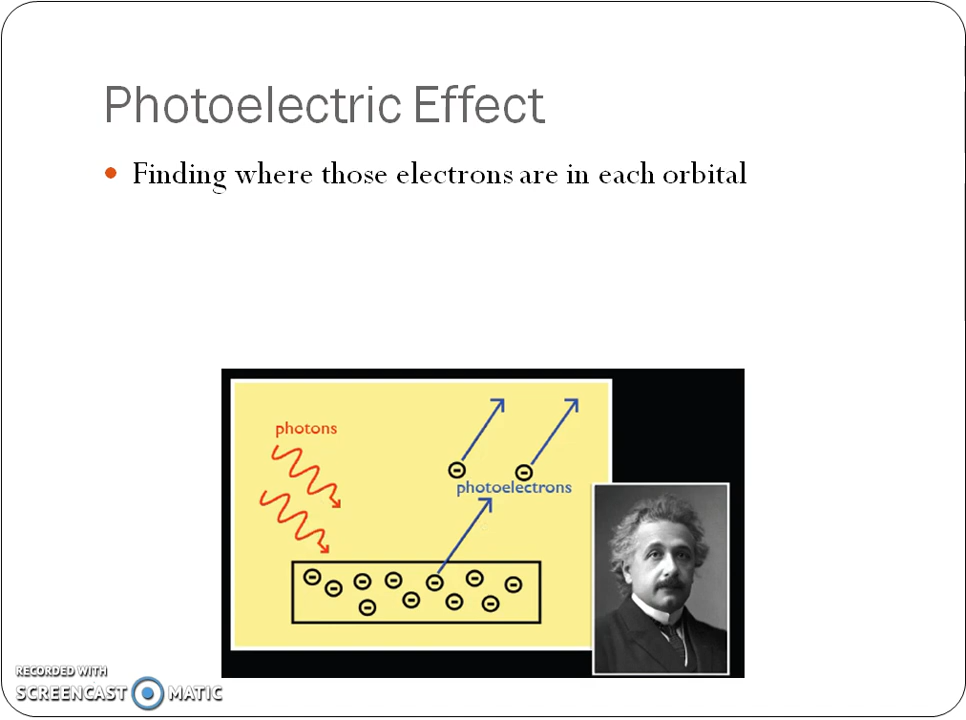 Photoelectric Effect
Finding where those electrons are in each orbital
photons
photoelectrons
RECORDED WITH
SCREENCAST MATIC